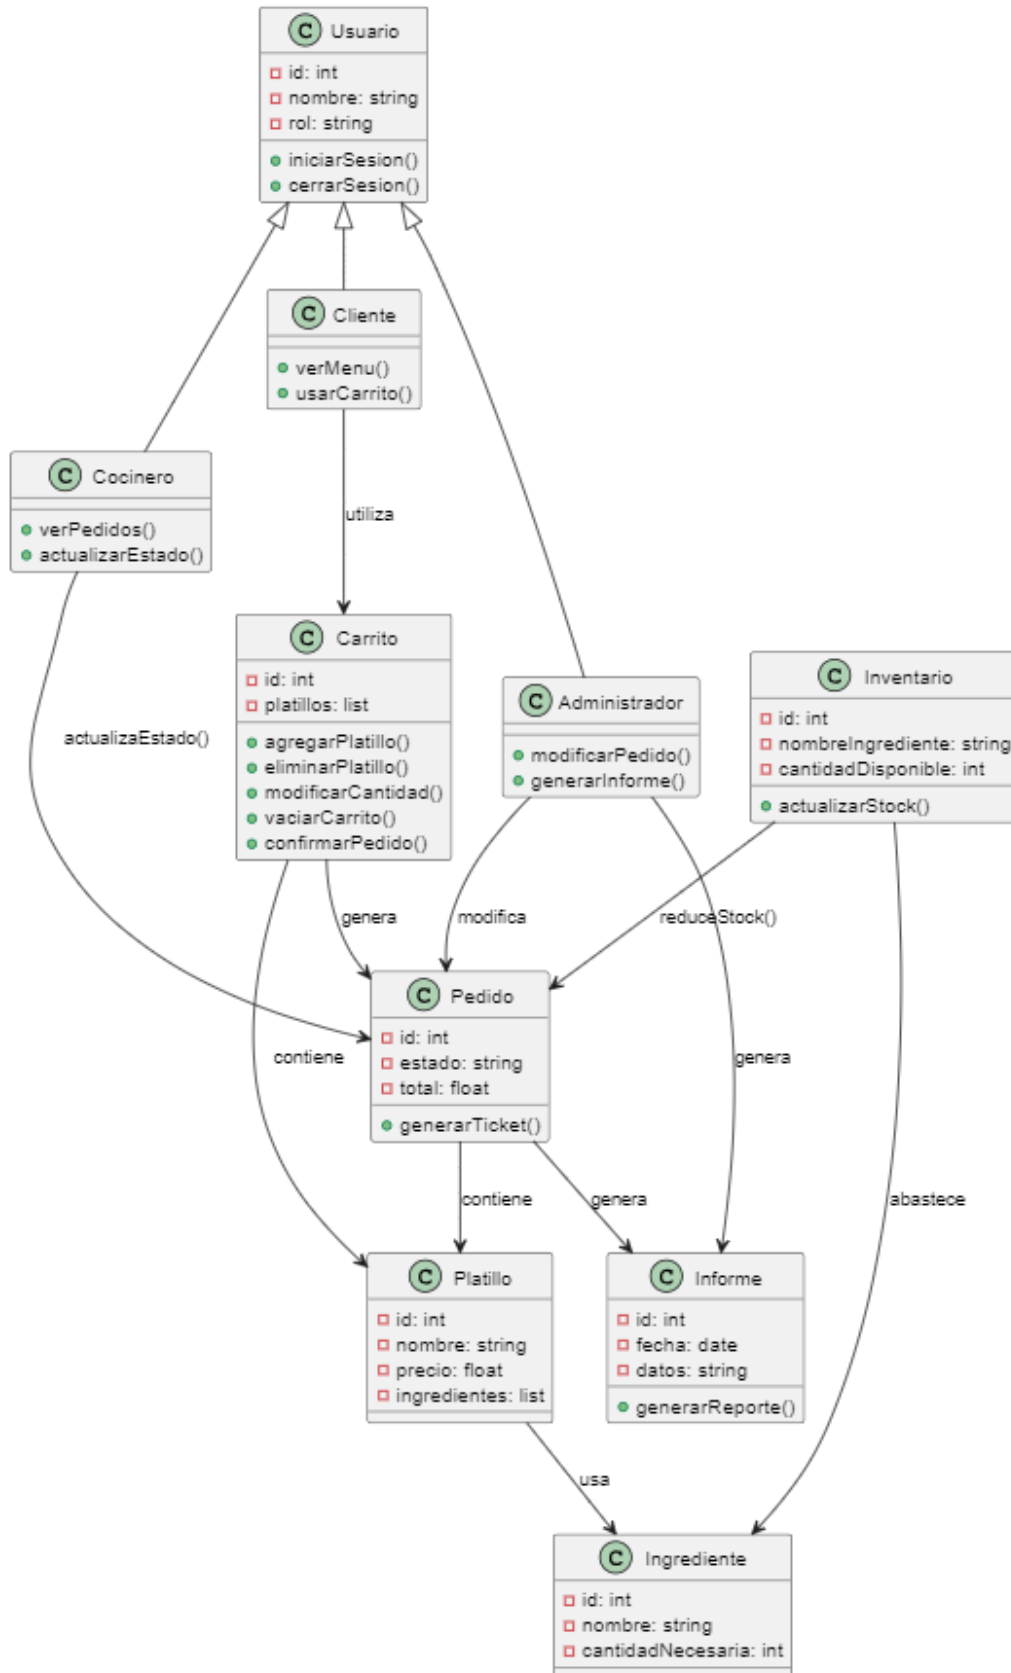 C Usuario
id: int
nombre: string
rol: string
iniciarSesion()
cerrarSesion()
C Cliente
verMenu()
usarCarrito()
C Cocinero
verPedidos()
actualizarEstado()
utiliza
C Carrito
id: int
platillos: list
agregarPlatillo()
eliminarPlatillo()
modificarCantidad()
vaciarCarrito()
confirmarPedido()
C Administrador
modificarPedido()
generarInforme()
C Inventario
id: int
nombreIngrediente: string
cantidadDisponible: int
actualizarStock()
actualizaEstado()
genera
modifica
reduceStock()
C Pedido
id: int
estado: string
total: float
generarTicket()
contiene
genera
contiene
genera
abastece
C Platillo
id: int
nombre: string
precio: float
ingredientes: list
C Informe
id: int
fecha: date
datos: string
generarReporte()
usa
C Ingrediente
id: int
nombre: string
cantidadNecesaria: int